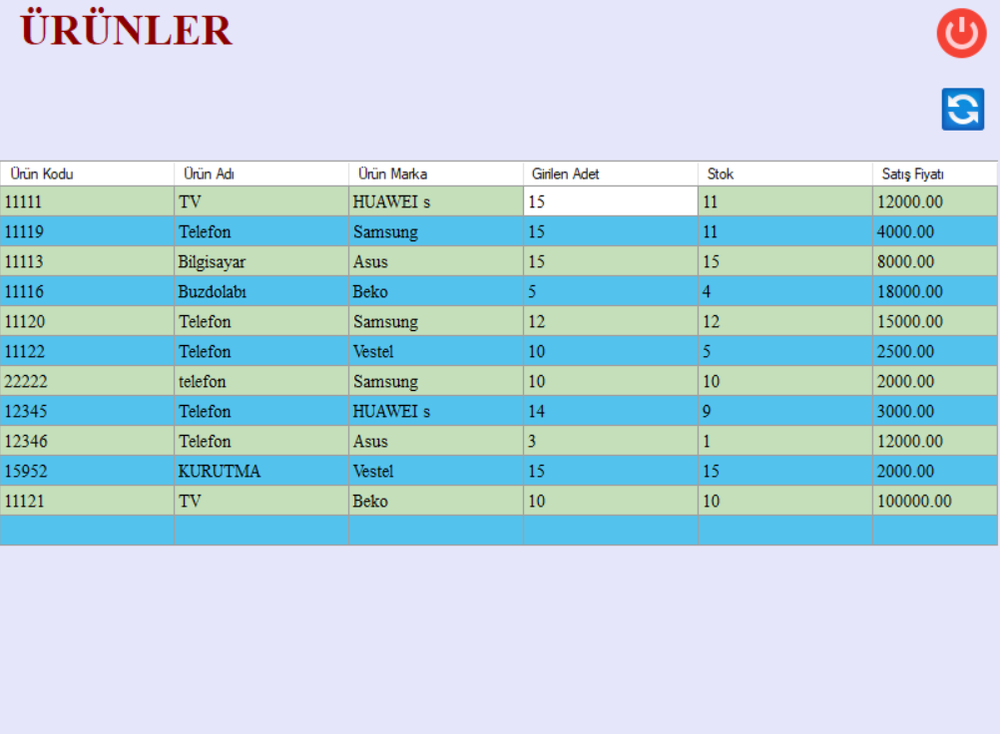 ÜRÜNLER
Ürün Kodu Ürün Adı Ürün Marka Girilen Adet Stok Satış Fiyatı
11111 TV HUAWEI s 15 11 12000.00
11119 Telefon Samsung 15 11 4000.00
11113 Bilgisayar Asus 15 15 8000.00
11116 Buzdolabı Beko 5 4 18000.00
11120 Telefon Samsung 12 12 15000.00
11122 Telefon Vestel 10 5 2500.00
22222 telefon Samsung 10 10 2000.00
12345 Telefon HUAWEI s 14 9 3000.00
12346 Telefon Asus 3 1 12000.00
15952 KURUTMA Vestel 15 15 2000.00
11121 TV Beko 10 10 100000.00